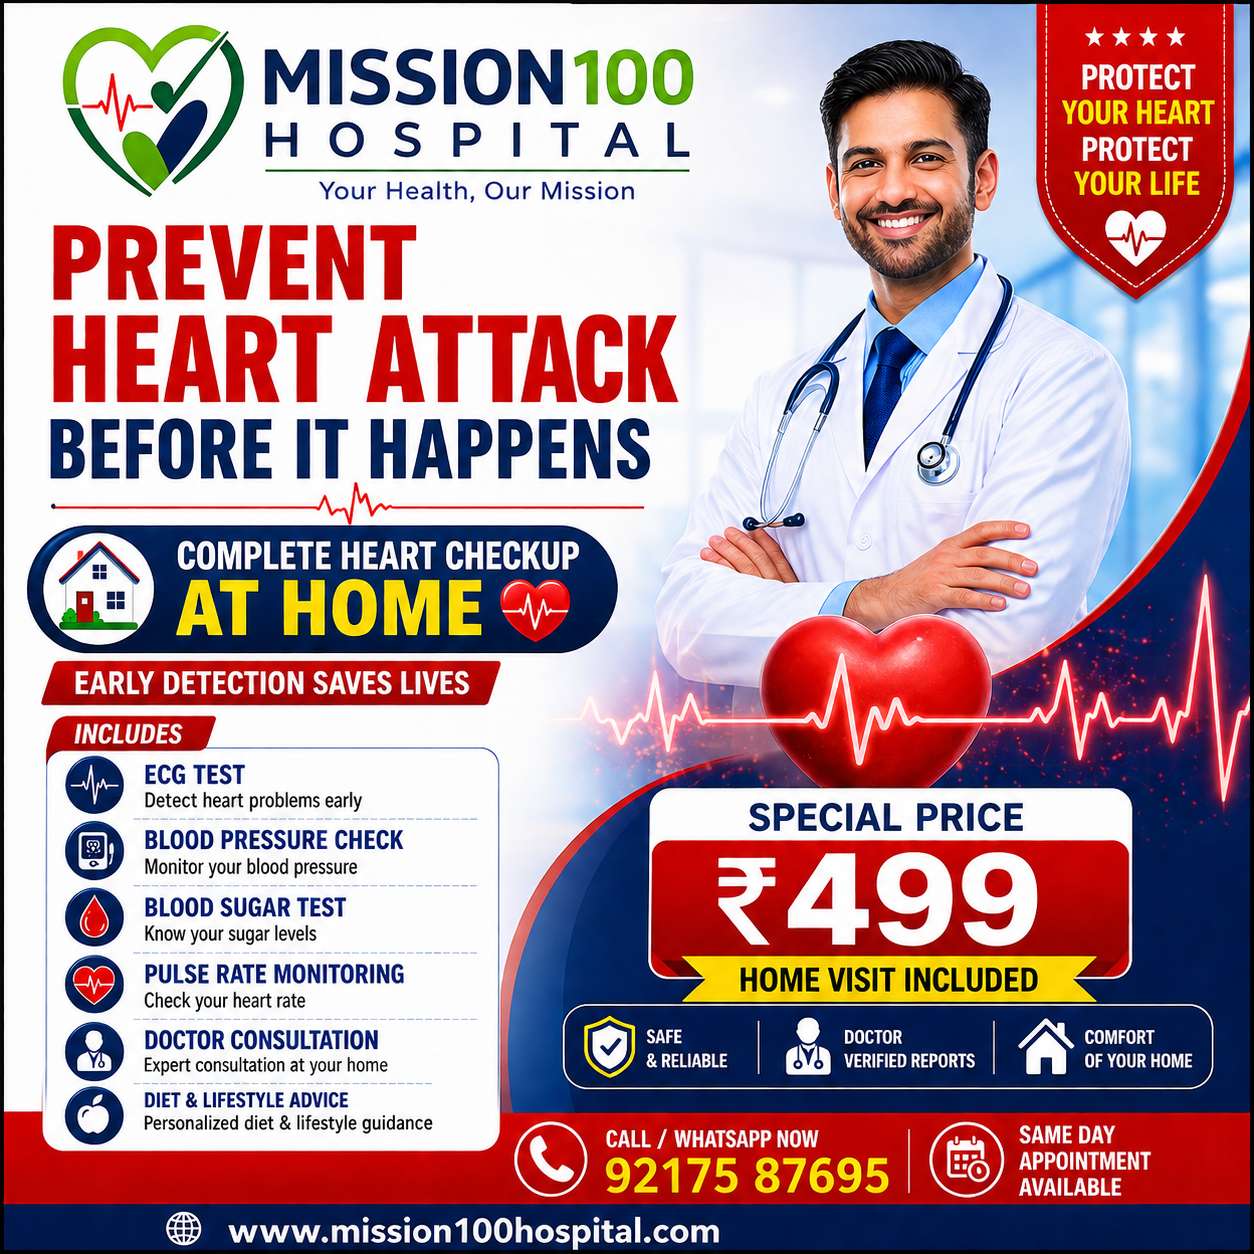 MISSION 100
HOSPITAL
Your Health, Our Mission
★★★★
PROTECT
YOUR HEART
PROTECT
YOUR LIFE
PREVENT
HEART ATTACK
BEFORE IT HAPPENS
COMPLETE HEART CHECKUP
AT HOME
EARLY DETECTION SAVES LIVES
INCLUDES
ECG TEST
Detect heart problems early
BLOOD PRESSURE CHECK
Monitor your blood pressure
BLOOD SUGAR TEST
Know your sugar levels
PULSE RATE MONITORING
Check your heart rate
DOCTOR CONSULTATION
Expert consultation at your home
DIET & LIFESTYLE ADVICE
Personalized diet & lifestyle guidance
SPECIAL PRICE
₹499
HOME VISIT INCLUDED
SAFE
& RELIABLE
DOCTOR
VERIFIED REPORTS
COMFORT
OF YOUR HOME
CALL / WHATSAPP NOW
92175 87695
SAME DAY
APPOINTMENT
AVAILABLE
www.mission100hospital.com